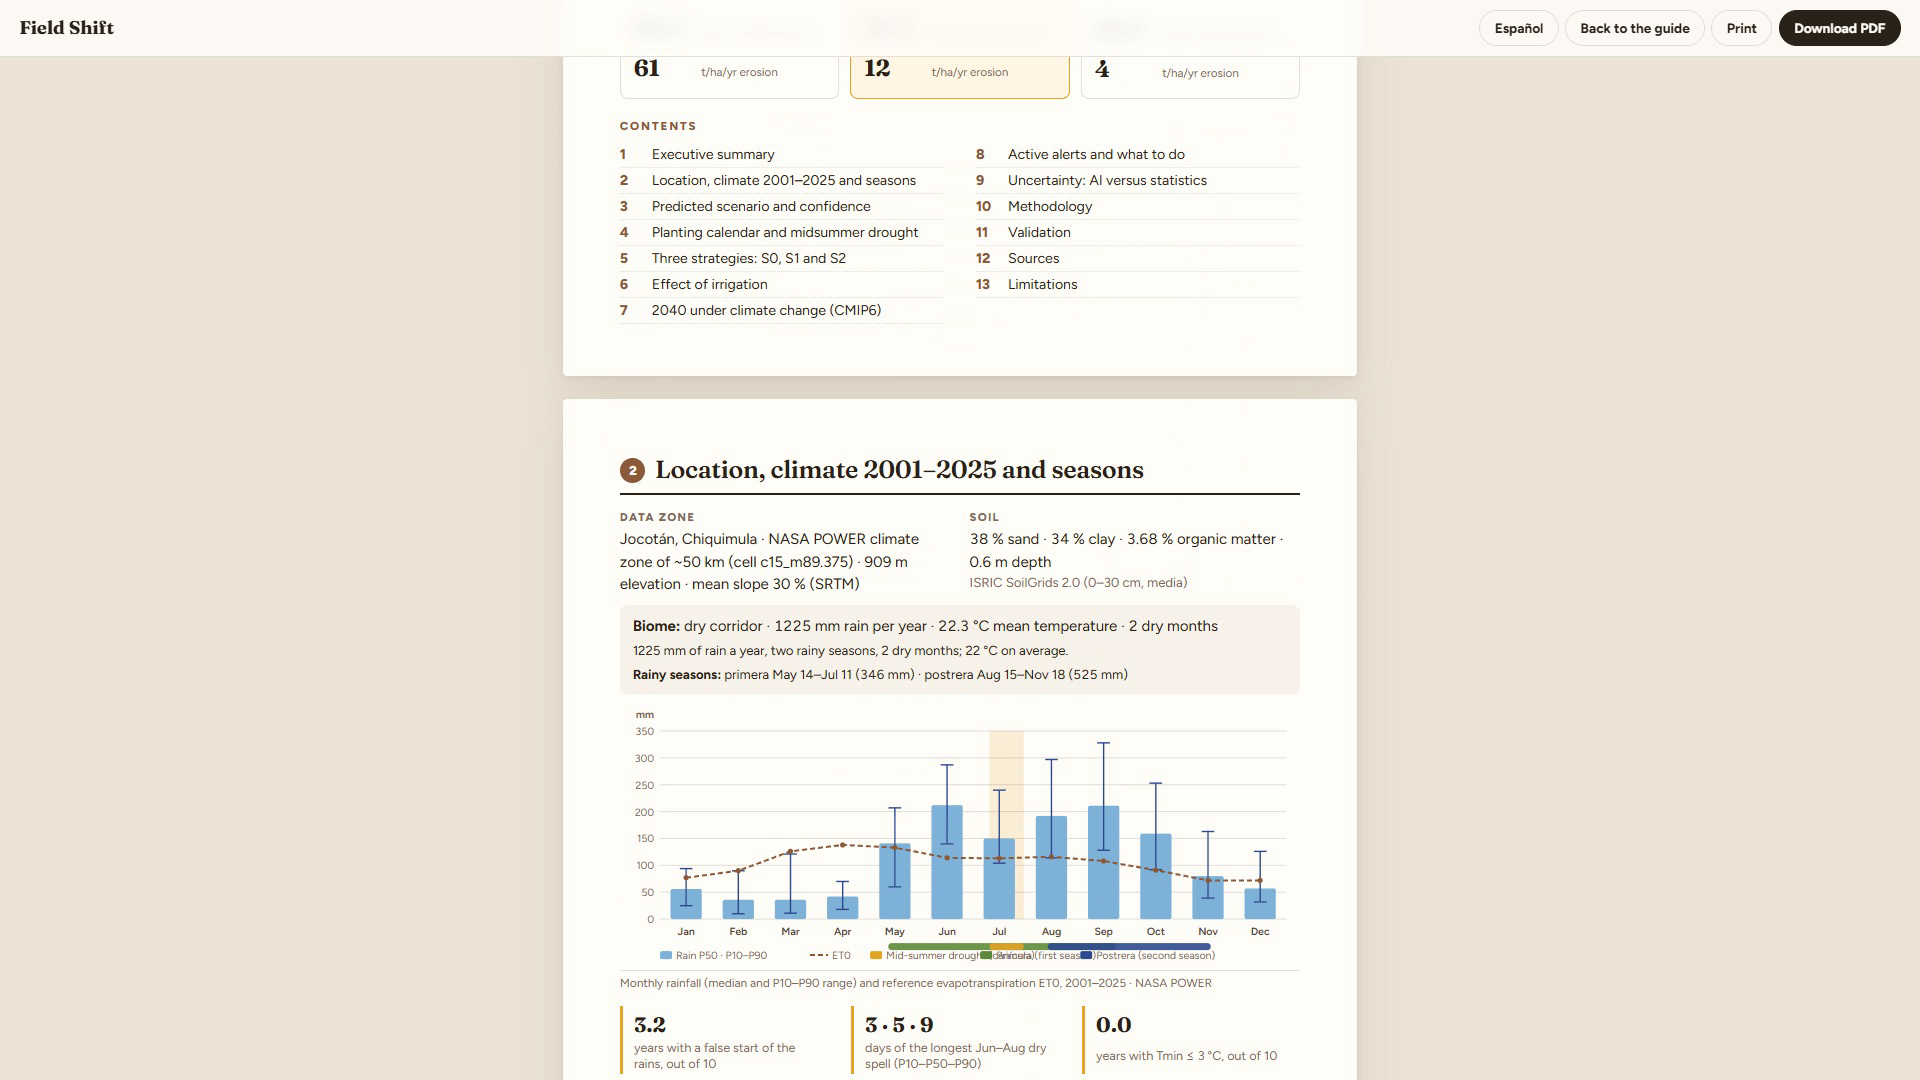 Field Shift
Español
Back to the guide
Print
Download PDF
61 t/ha/yr erosion
12 t/ha/yr erosion
4 t/ha/yr erosion
CONTENTS
1 Executive summary
2 Location, climate 2001–2025 and seasons
3 Predicted scenario and confidence
4 Planting calendar and midsummer drought
5 Three strategies: S0, S1 and S2
6 Effect of irrigation
7 2040 under climate change (CMIP6)
8 Active alerts and what to do
9 Uncertainty: AI versus statistics
10 Methodology
11 Validation
12 Sources
13 Limitations
2 Location, climate 2001–2025 and seasons
DATA ZONE
Jocotán, Chiquimula · NASA POWER climate
zone of ~50 km (cell c15_m89.375) · 909 m
elevation · mean slope 30 % (SRTM)
SOIL
38 % sand · 34 % clay · 3.68 % organic matter ·
0.6 m depth
ISRIC SoilGrids 2.0 (0–30 cm, media)
Biome: dry corridor · 1225 mm rain per year · 22.3 °C mean temperature · 2 dry months
1225 mm of rain a year, two rainy seasons, 2 dry months; 22 °C on average.
Rainy seasons: primera May 14–Jul 11 (346 mm) · postrera Aug 15–Nov 18 (525 mm)
mm
350
300
250
200
150
100
50
0
Jan Feb Mar Apr May Jun Jul Aug Sep Oct Nov Dec
Rain P50 · P10–P90
ET0
Mid-summer drought
(first
Postrera (second season)
Monthly rainfall (median and P10–P90 range) and reference evapotranspiration ET0, 2001–2025 · NASA POWER
3.2
years with a false start of the
rains, out of 10
3 · 5 · 9
days of the longest Jun–Aug dry
spell (P10–P50–P90)
0.0
years with Tmin ≤ 3 °C, out of 10